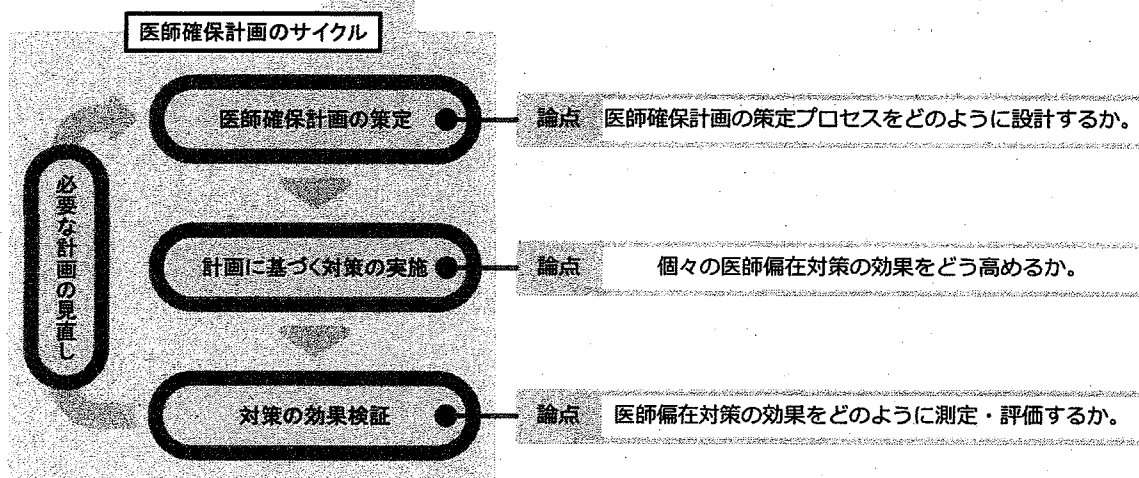 医師確保計画のサイクル
医師確保計画の策定
論点 医師確保計画の策定プロセスをどのように設計するか。
必要な計画の見直し
計画に基づく対策の実施
論点 個々の医師偏在対策の効果をどう高めるか。
対策の効果検証
論点 医師偏在対策の効果をどのように測定・評価するか。